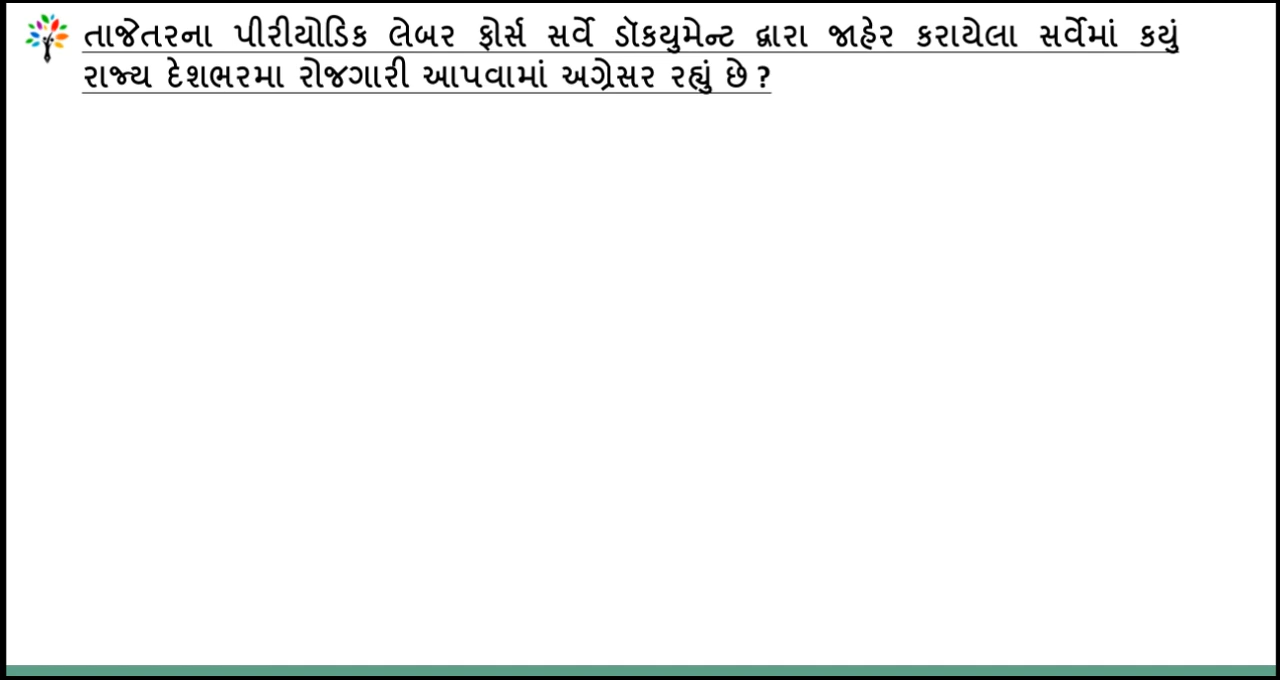 તાજેતરના પીરીયોડિક લેબર ફોર્સ સર્વે ડૉકયુમેન્ટ દ્વારા જાહેર કરાયેલા સર્વેમાં કયું
રાજ્ય દેશભરમા રોજગારી આપવામાં અગ્રેસર રહ્યું છે ?